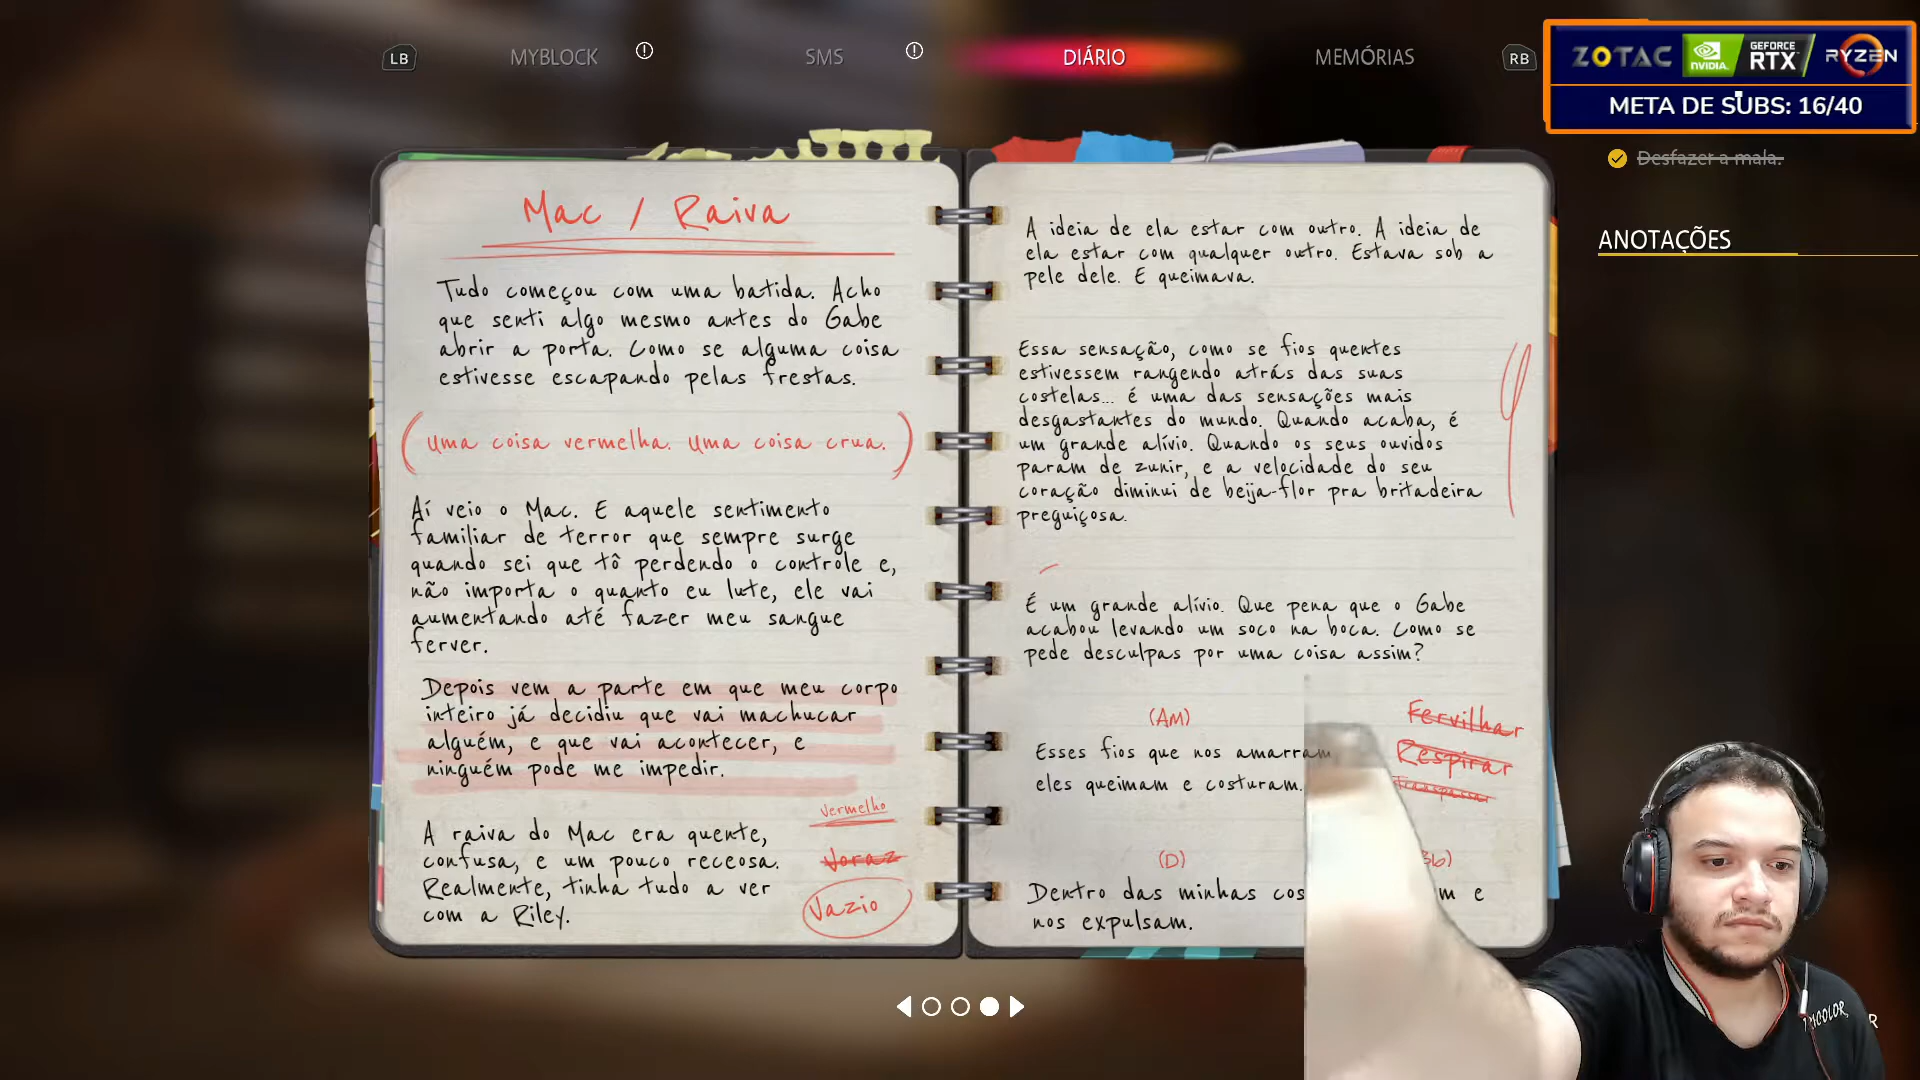 LB
MYBLOCK
SMS
DIÁRIO
MEMÓRIAS
RB
ZOTAC
NVIDIA.
GEFORCE
RTX
RYZEN
META DE SUBS: 16/40
Desfazer a mala.
ANOTAÇÕES
Mac / Raiva
Tudo começou com uma batida. Acho
que senti algo mesmo antes do Gabe
abrir a porta. Como se alguma coisa
estivesse escapando pelas frestas.
(uma coisa vermelha. uma coisa crua.)
Aí veio o Mac. E aquele sentimento
familiar de terror que sempre surge
quando sei que tô perdendo o controle e,
não importa o quanto eu lute, ele vai
aumentando até fazer meu sangue
ferver.
Depois vem a parte em que meu corpo
inteiro já decidiu que vai machucar
alguém, e que vai acontecer, e
ninguém pode me impedir.
vermelho
A raiva do Mac era quente,
confusa, e um pouco receosa.
Realmente, tinha tudo a ver
com a Riley.
Voraz
Vazio
A ideia de ela estar com outro. A ideia de
ela estar com qualquer outro. Estava sob a
pele dele. E queimava.
Essa sensação, como se fios quentes
estivessem rangendo atrás das suas
costelas... é uma das sensações mais
desgastantes do mundo. Quando acaba, é
um grande alívio. Quando os seus ouvidos
param de zunir, e a velocidade do seu
coração diminui de beija-flor pra britadeira
preguiçosa.
É um grande alívio. Que pena que o Gabe
acabou levando um soco na boca. Como se
pede desculpas por uma coisa assim?
(AM)
Esses fios que nos amarram
eles queimam e costuram.
Fervilhar
Respirar
(D)
Dentro das minhas cos
m e
nos expulsam.
TRICOLOR
R